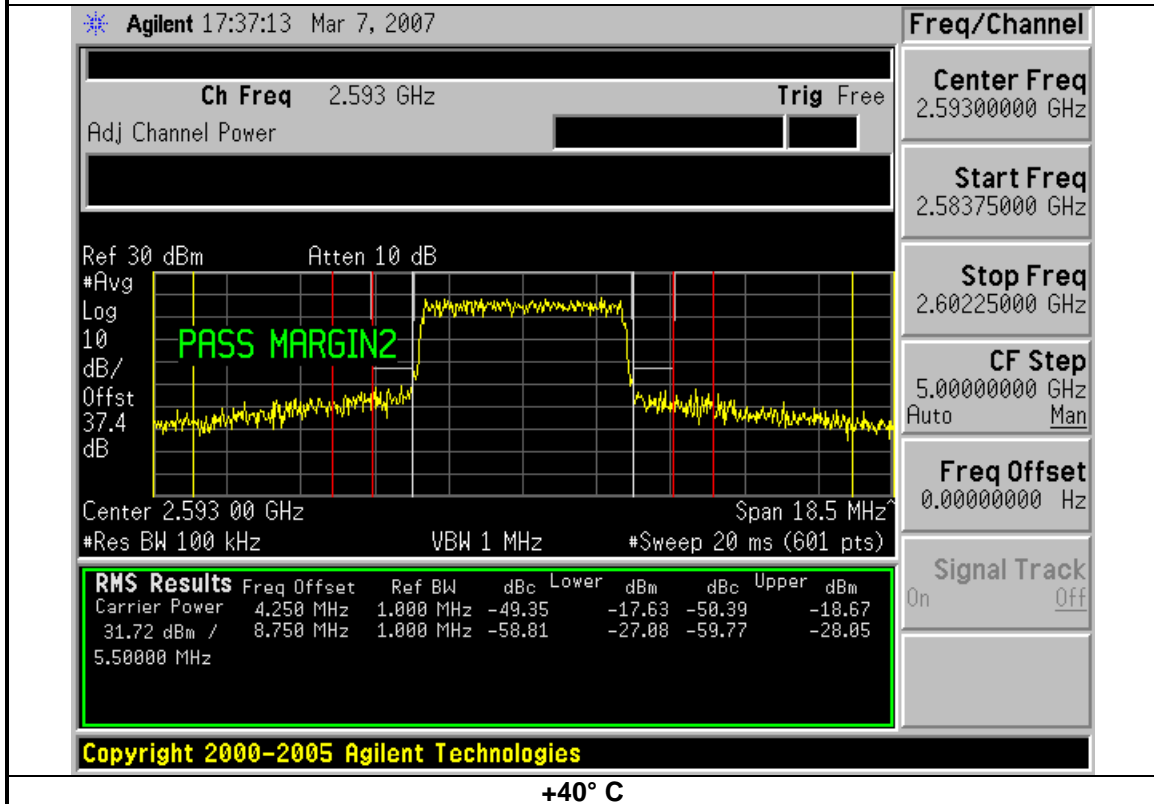 Agilent 17:37:13 Mar 7, 2007
Freq/Channel
Ch Freq 2.593 GHz Trig Free
Adj Channel Power
Center Freq
2.59300000 GHz
Start Freq
2.58375000 GHz
Stop Freq
2.60225000 GHz
CF Step
5.00000000 GHz
Auto Man
Freq Offset
0.00000000 Hz
Signal Track
On Off
Ref 30 dBm Atten 10 dB
#Avg
Log
10
dB/
Offst
37.4
dB
PASS MARGIN2
Center 2.593 00 GHz Span 18.5 MHz^
#Res BW 100 kHz VBW 1 MHz #Sweep 20 ms (601 pts)
RMS Results Freq Offset Ref BW dBc Lower dBm dBc Upper dBm
Carrier Power 4.250 MHz 1.000 MHz -49.35 -17.63 -50.39 -18.67
31.72 dBm / 8.750 MHz 1.000 MHz -58.81 -27.08 -59.77 -28.05
5.50000 MHz
Copyright 2000-2005 Agilent Technologies
+40° C